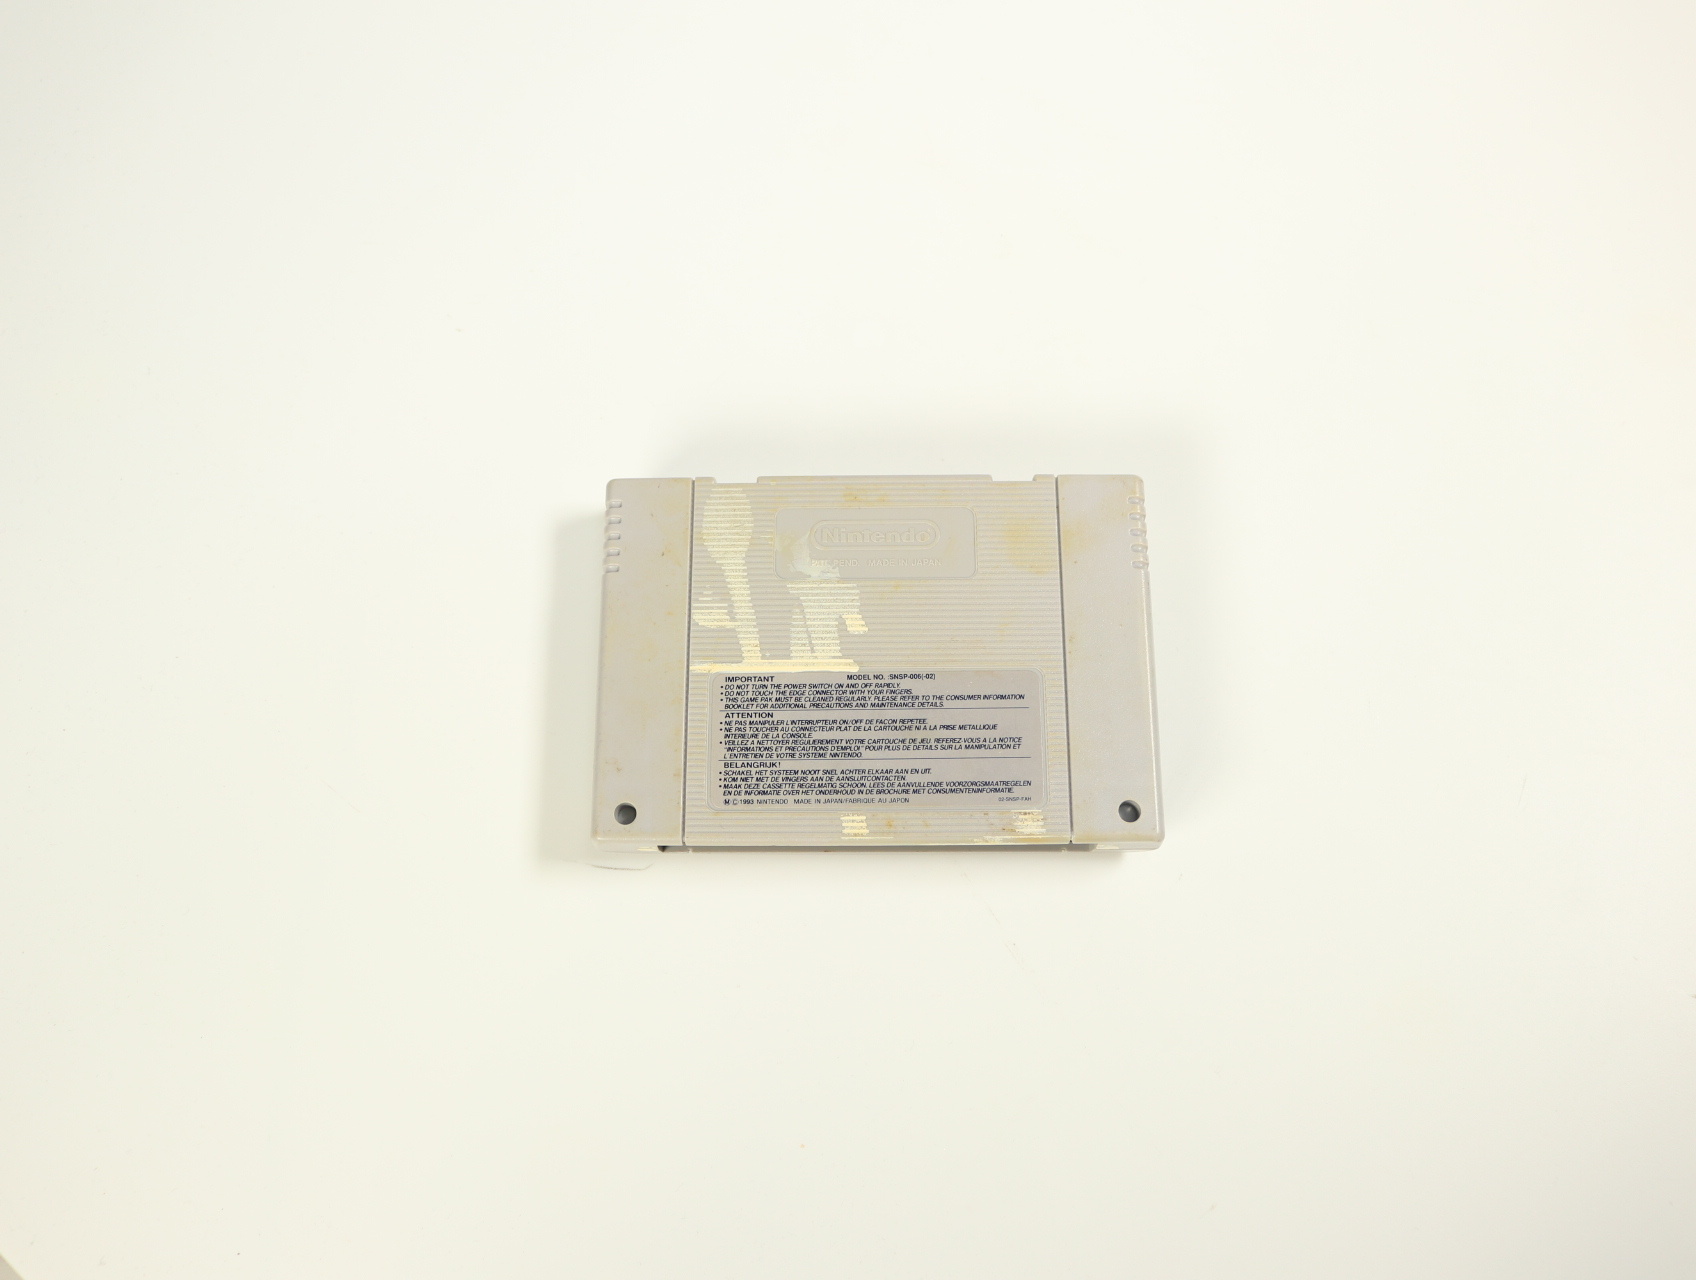 Nintendo
MADE IN JAPAN
IMPORTANT MODEL NO. :SNSP-006(-02)
• DO NOT TURN THE POWER SWITCH ON AND OFF RAPIDLY.
• DO NOT TOUCH THE EDGE CONNECTOR WITH YOUR FINGERS.
• THIS GAME PAK MUST BE CLEANED REGULARLY. PLEASE REFER TO THE CONSUMER INFORMATION
BOOKLET FOR ADDITIONAL PRECAUTIONS AND MAINTENANCE DETAILS.
ATTENTION
• NE PAS MANIPULER L'INTERRUPTEUR ON/OFF DE FACON REPETEE.
• NE PAS TOUCHER AU CONNECTEUR PLAT DE LA CARTOUCHE NI A LA PRISE METALLIQUE
INTERIEURE DE LA CONSOLE.
• VEILLEZ A NETTOYER REGULIEREMENT VOTRE CARTOUCHE DE JEU. REFEREZ-VOUS A LA NOTICE
"INFORMATIONS ET PRECAUTIONS D'EMPLOI" POUR PLUS DE DETAILS SUR LA MANIPULATION ET
L'ENTRETIEN DE VOTRE SYSTEME NINTENDO.
BELANGRIJK!
• SCHAKEL HET SYSTEEM NOOIT SNEL ACHTER ELKAAR AAN EN UIT.
• KOM NIET MET DE VINGERS AAN DE AANSLUITCONTACTEN.
• MAAK DEZE CASSETTE REGELMATIG SCHOON. LEES DE AANVULLENDE VOORZORGSMAATREGELEN
EN DE INFORMATIE OVER HET ONDERHOUD IN DE BROCHURE MET CONSUMENTENINFORMATIE.
Ⓜ ©1993 NINTENDO MADE IN JAPAN/FABRIQUE AU JAPON 02-SNSP-FAH